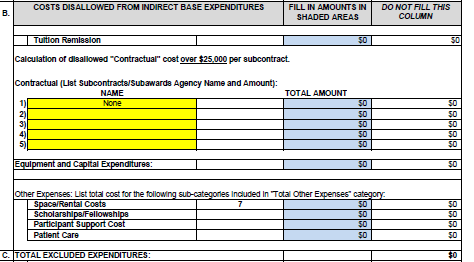 B. COSTS DISALLOWED FROM INDIRECT BASE EXPENDITURES FILL IN AMOUNTS IN SHADED AREAS DO NOT FILL THIS COLUMN
Tuition Remission $0 $0
Calculation of disallowed "Contractual" cost over $25,000 per subcontract.
Contractual (List Subcontracts/Subawards Agency Name and Amount):
NAME TOTAL AMOUNT
1) None $0 $0
2) $0 $0
3) $0 $0
4) $0 $0
5) $0 $0
Equipment and Capital Expenditures: $0 $0
Other Expenses: List total cost for the following sub-categories included in "Total Other Expenses" category:
Space/Rental Costs 7 $0 $0
Scholarships/Fellowships $0 $0
Participant Support Cost $0 $0
Patient Care $0 $0
C. TOTAL EXCLUDED EXPENDITURES: $0